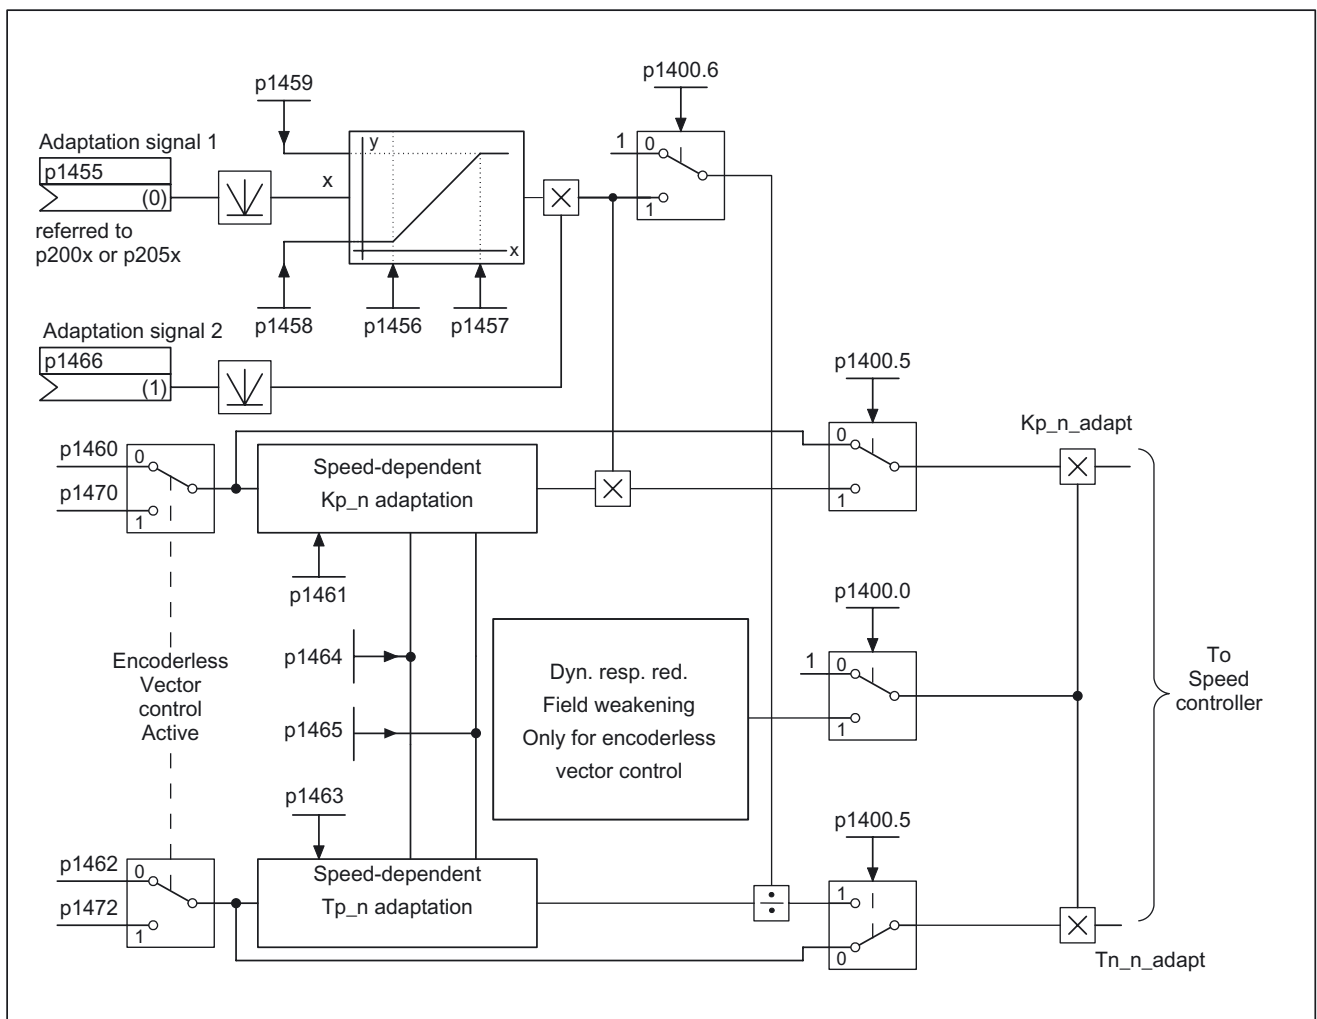 p1400.6
p1459
Adaptation signal 1
p1455
(0)
referred to
p200x or p205x
x
y
x
1
0
1
p1458
p1456
p1457
Adaptation signal 2
p1466
(1)
p1400.5
0
1
Kp_n_adapt
p1460
0
p1470
1
Speed-dependent
Kp_n adaptation
p1461
p1464
p1465
Encoderless
Vector
control
Active
Dyn. resp. red.
Field weakening
Only for encoderless
vector control
p1400.0
1
0
1
To
Speed
controller
p1463
p1462
0
p1472
1
Speed-dependent
Tp_n adaptation
p1400.5
1
0
Tn_n_adapt